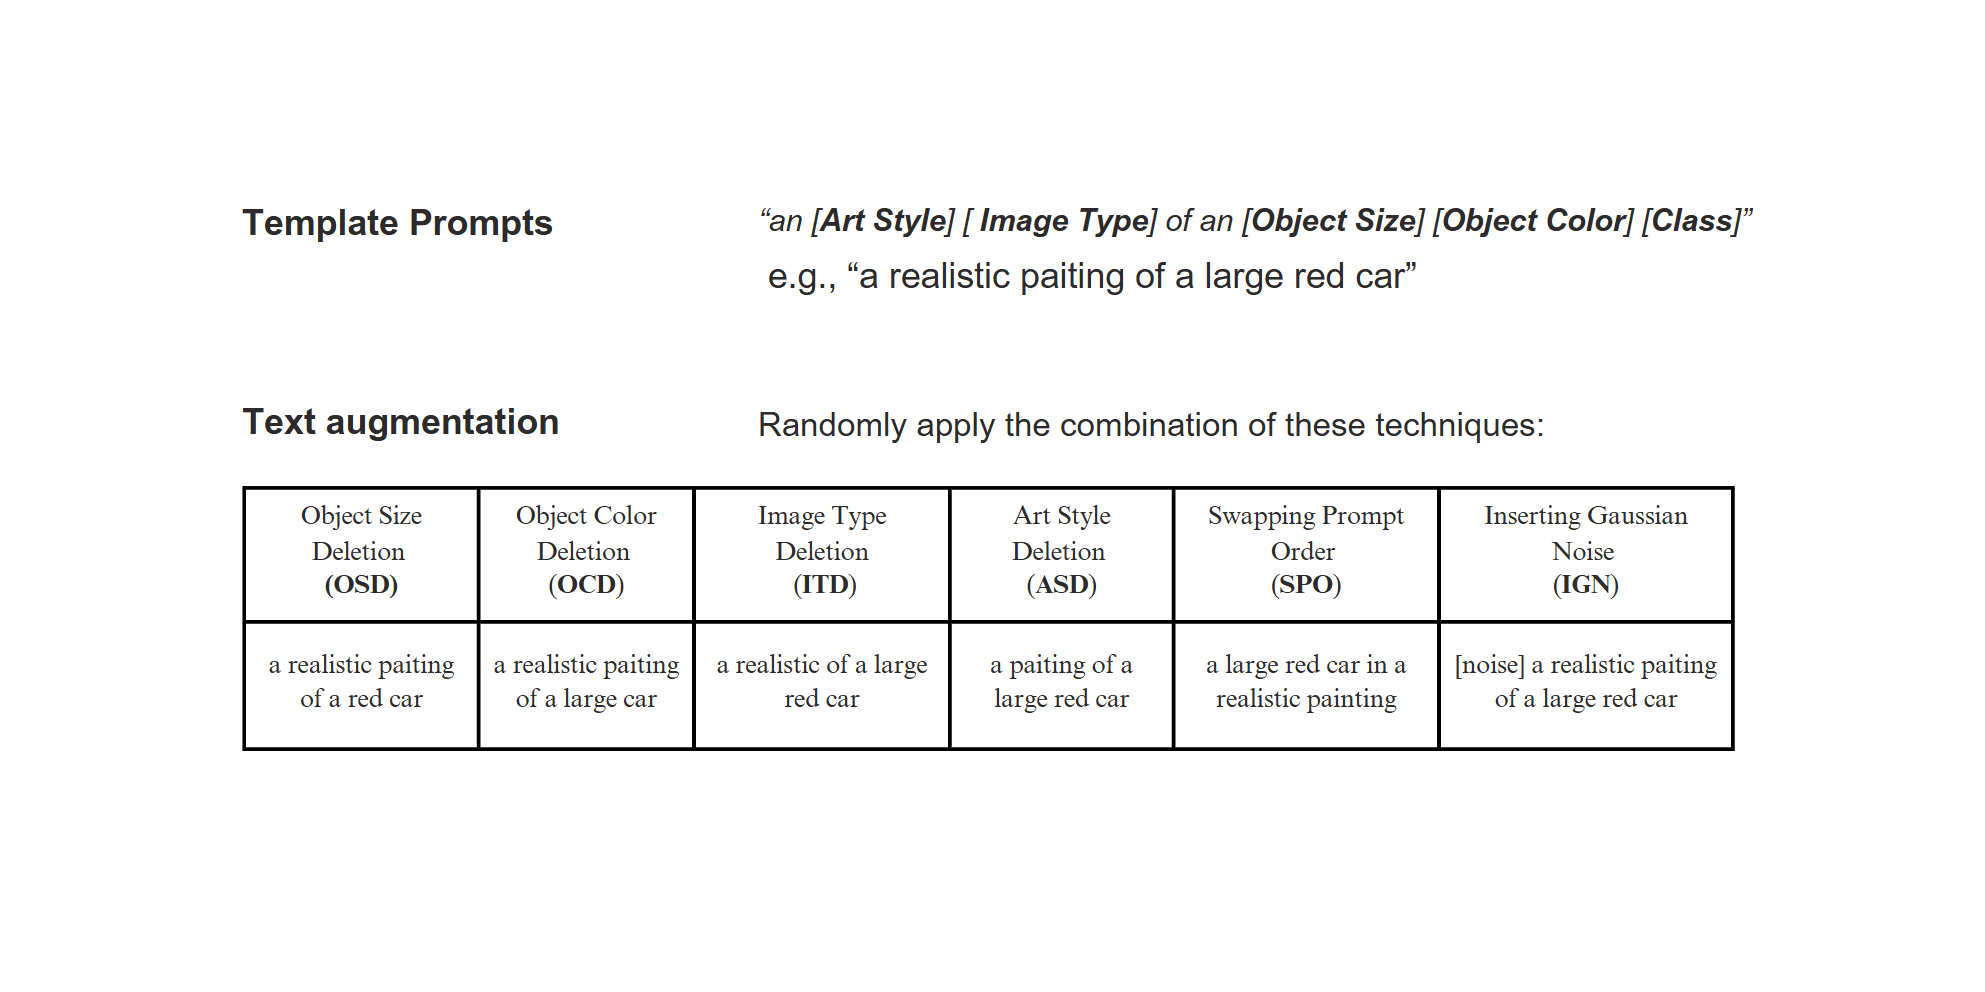 Template Prompts
“an [Art Style] [ Image Type] of an [Object Size] [Object Color] [Class]”
e.g., “a realistic paiting of a large red car”
Text augmentation
Randomly apply the combination of these techniques:
Object Size
Deletion
(OSD)
Object Color
Deletion
(OCD)
Image Type
Deletion
(ITD)
Art Style
Deletion
(ASD)
Swapping Prompt
Order
(SPO)
Inserting Gaussian
Noise
(IGN)
a realistic paiting
of a red car
a realistic paiting
of a large car
a realistic of a large
red car
a paiting of a
large red car
a large red car in a
realistic painting
[noise] a realistic paiting
of a large red car